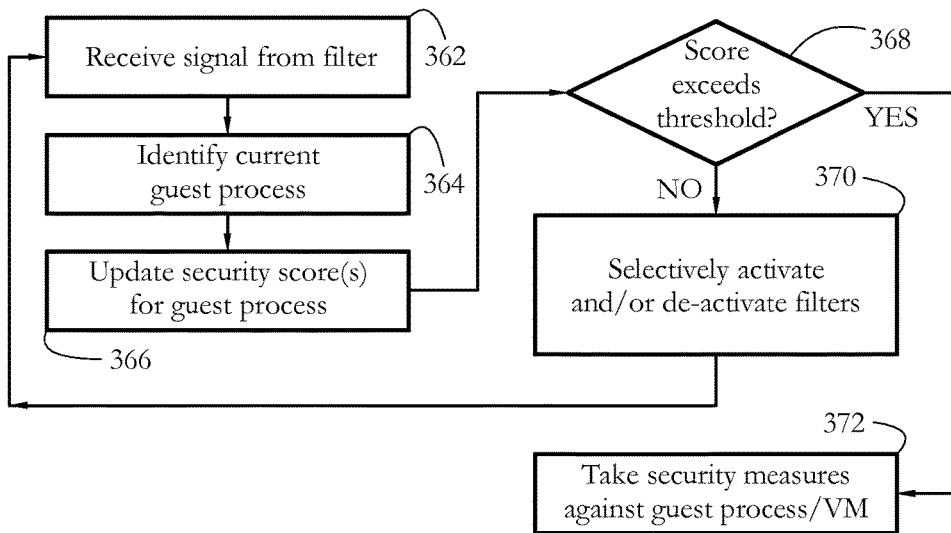 Receive signal from filter
362
Identify current
guest process
364
Update security score(s)
for guest process
366
Score
exceeds
threshold?
368
YES
NO
370
Selectively activate
and/or de-activate filters
372
Take security measures
against guest process/VM